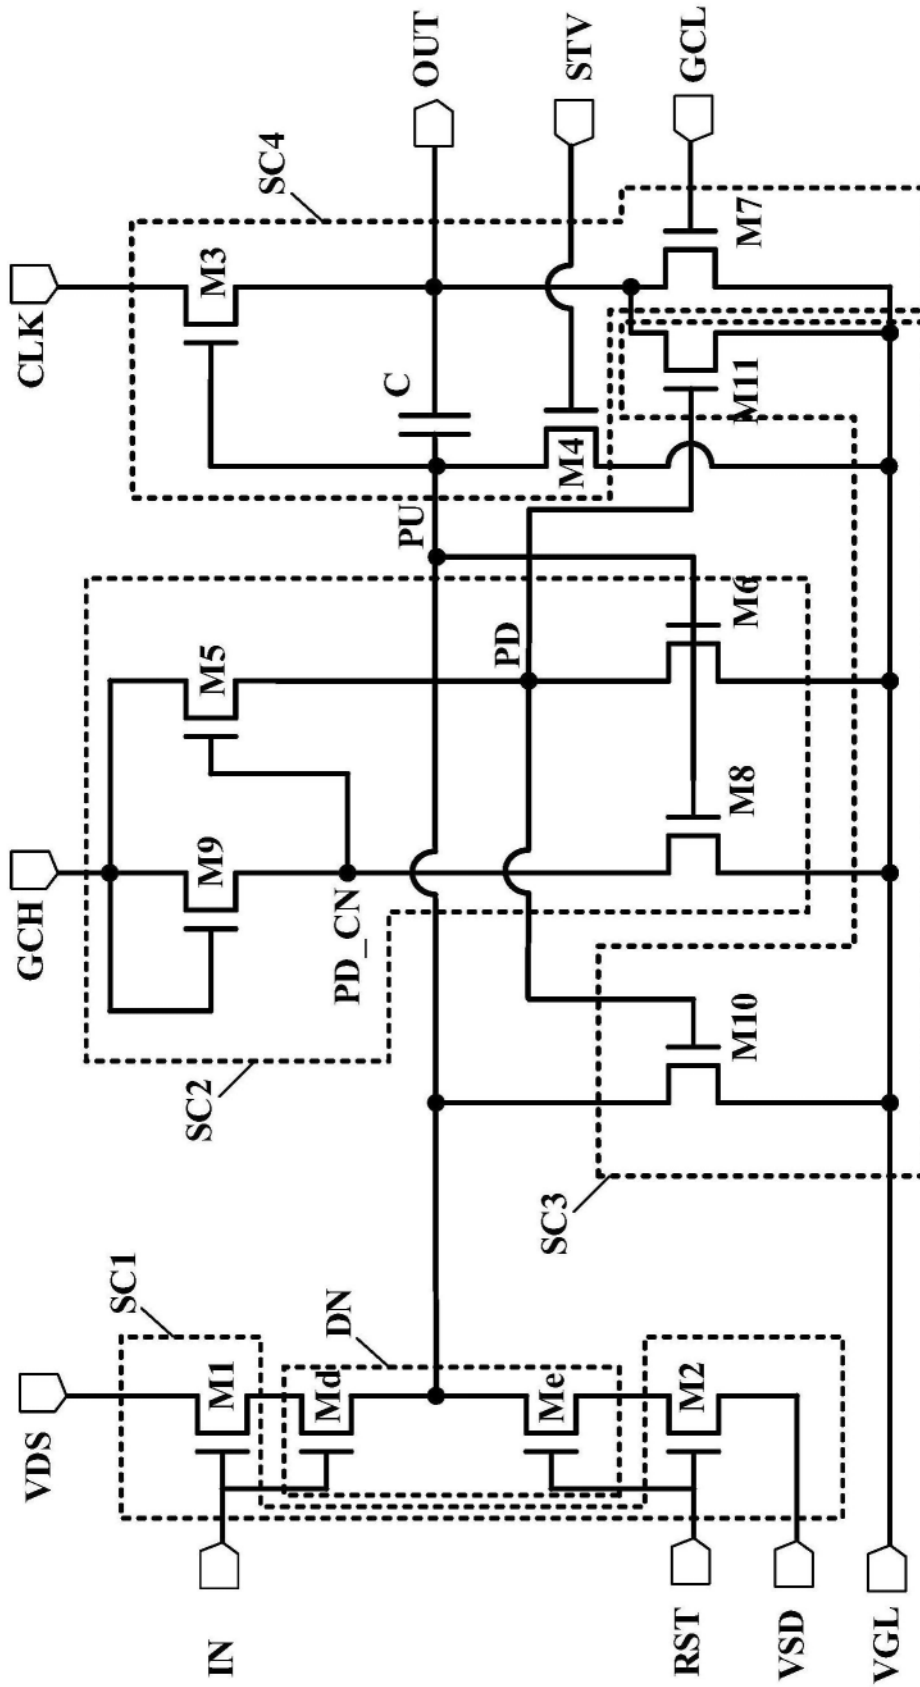 VDS
GCH
CLK
SC1
SC2
SC4
IN
M1
M9
M5
M3
Md
DN
PD_CN
PU
C
OUT
PD
Me
SC3
M4
STV
RST
M2
M10
M8
M6
M11
M7
GCL
VSD
VGL